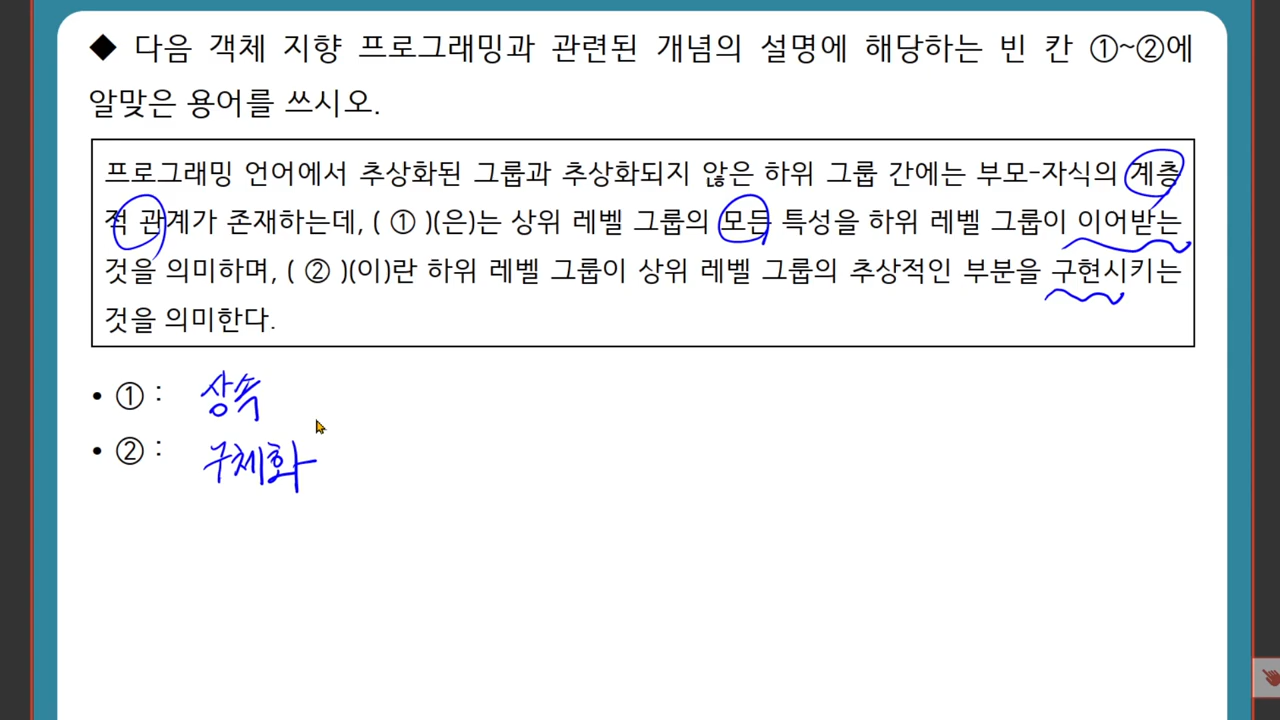 ◆ 다음 객체 지향 프로그래밍과 관련된 개념의 설명에 해당하는 빈 칸 ①~②에
알맞은 용어를 쓰시오.
프로그래밍 언어에서 추상화된 그룹과 추상화되지 않은 하위 그룹 간에는 부모-자식의 계층
적 관계가 존재하는데, ( ① )(은)는 상위 레벨 그룹의 모든 특성을 하위 레벨 그룹이 이어받는
것을 의미하며, ( ② )(이)란 하위 레벨 그룹이 상위 레벨 그룹의 추상적인 부분을 구현시키는
것을 의미한다.
• ① : 상속
• ② : 구체화